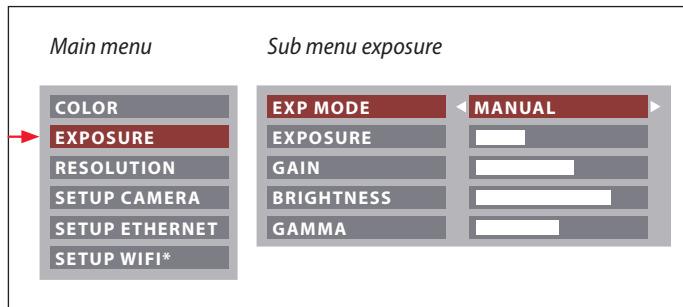 Main menu
Sub menu exposure
COLOR
EXPOSURE
RESOLUTION
SETUP CAMERA
SETUP ETHERNET
SETUP WIFI*
EXP MODE
MANUAL
EXPOSURE
GAIN
BRIGHTNESS
GAMMA